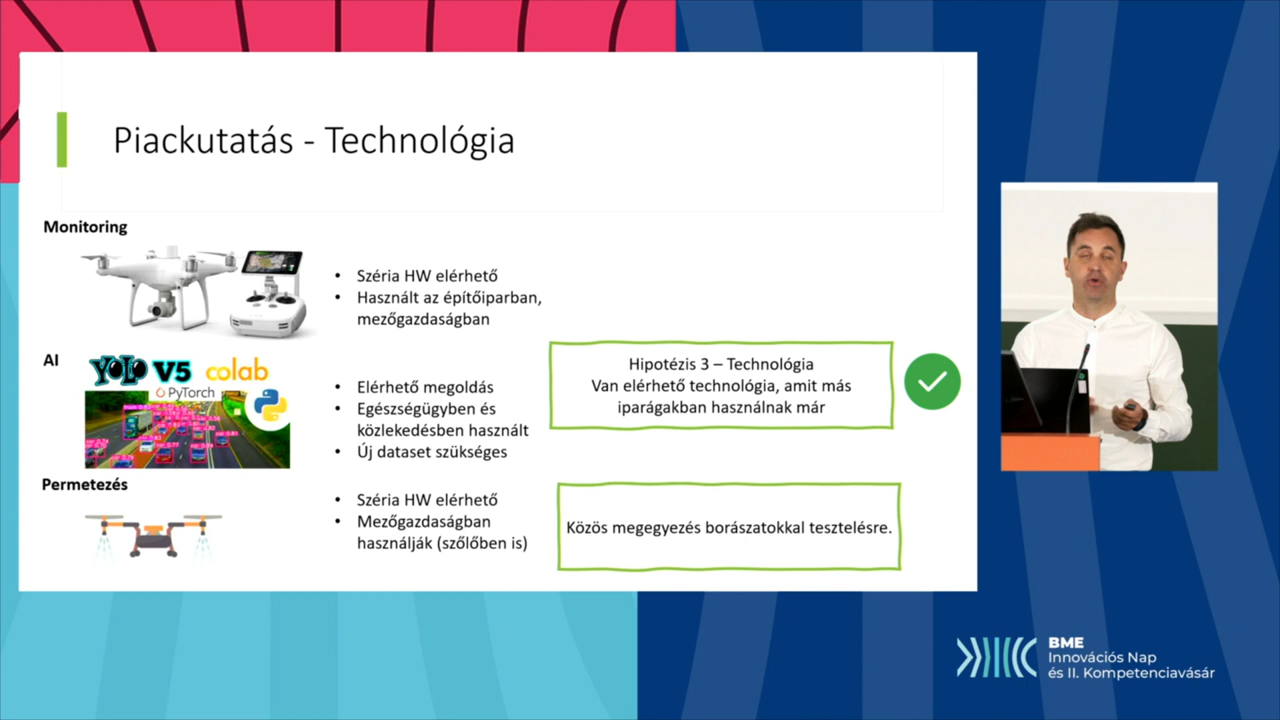 Piackutatás - Technológia
Monitoring
• Széria HW elérhető
• Használt az építőiparban,
mezőgazdaságban
AI
YOLO V5 colab
PyTorch
• Elérhető megoldás
• Egészségügyben és
közlekedésben használt
• Új dataset szükséges
Hipotézis 3 – Technológia
Van elérhető technológia, amit más
iparágakban használnak már
Permetezés
• Széria HW elérhető
• Mezőgazdaságban
használják (szőlőben is)
Közös megegyezés borászatokkal tesztelésre.
BME
Innovációs Nap
és II. Kompetenciavásár